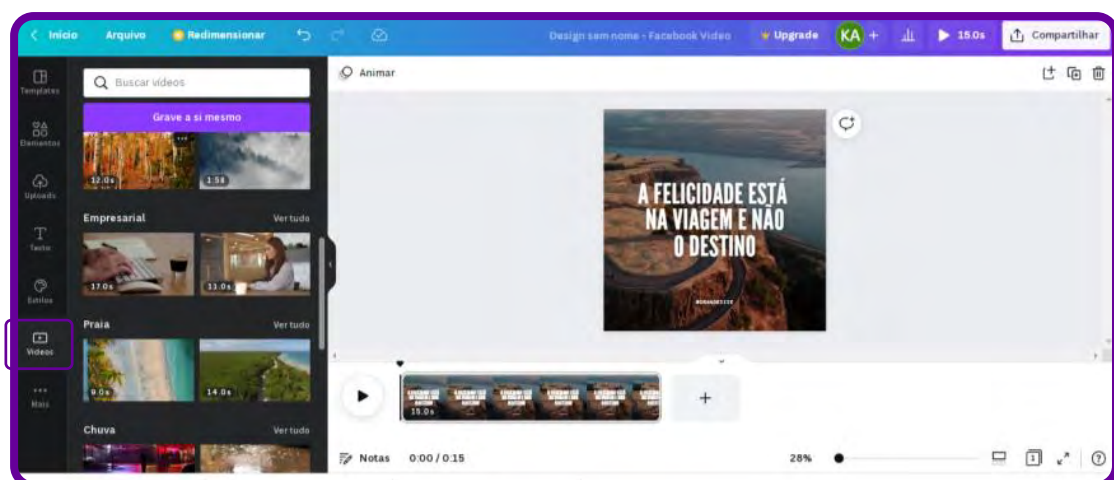 Início Arquivo Redimensionar Design sem nome - Facebook Video Upgrade KA + 15.0s Compartilhar
Templates
Elementos
Uploads
Texto
Estilos
Vídeos
Mais
Buscar vídeos
Grave a si mesmo
12.0s 1:58
Empresarial Ver tudo
17.0s 11.0s
Praia Ver tudo
9.0s 14.0s
Chuva Ver tudo
Animar
A FELICIDADE ESTÁ
NA VIAGEM E NÃO
O DESTINO
15.0s
+
Notas 0:00 / 0:15 28% 1 ?